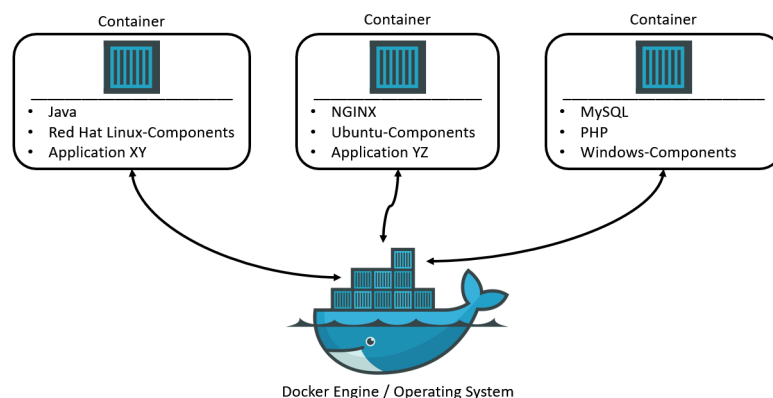 Container
• Java
• Red Hat Linux-Components
• Application XY
Container
• NGINX
• Ubuntu-Components
• Application YZ
Container
• MySQL
• PHP
• Windows-Components
Docker Engine / Operating System